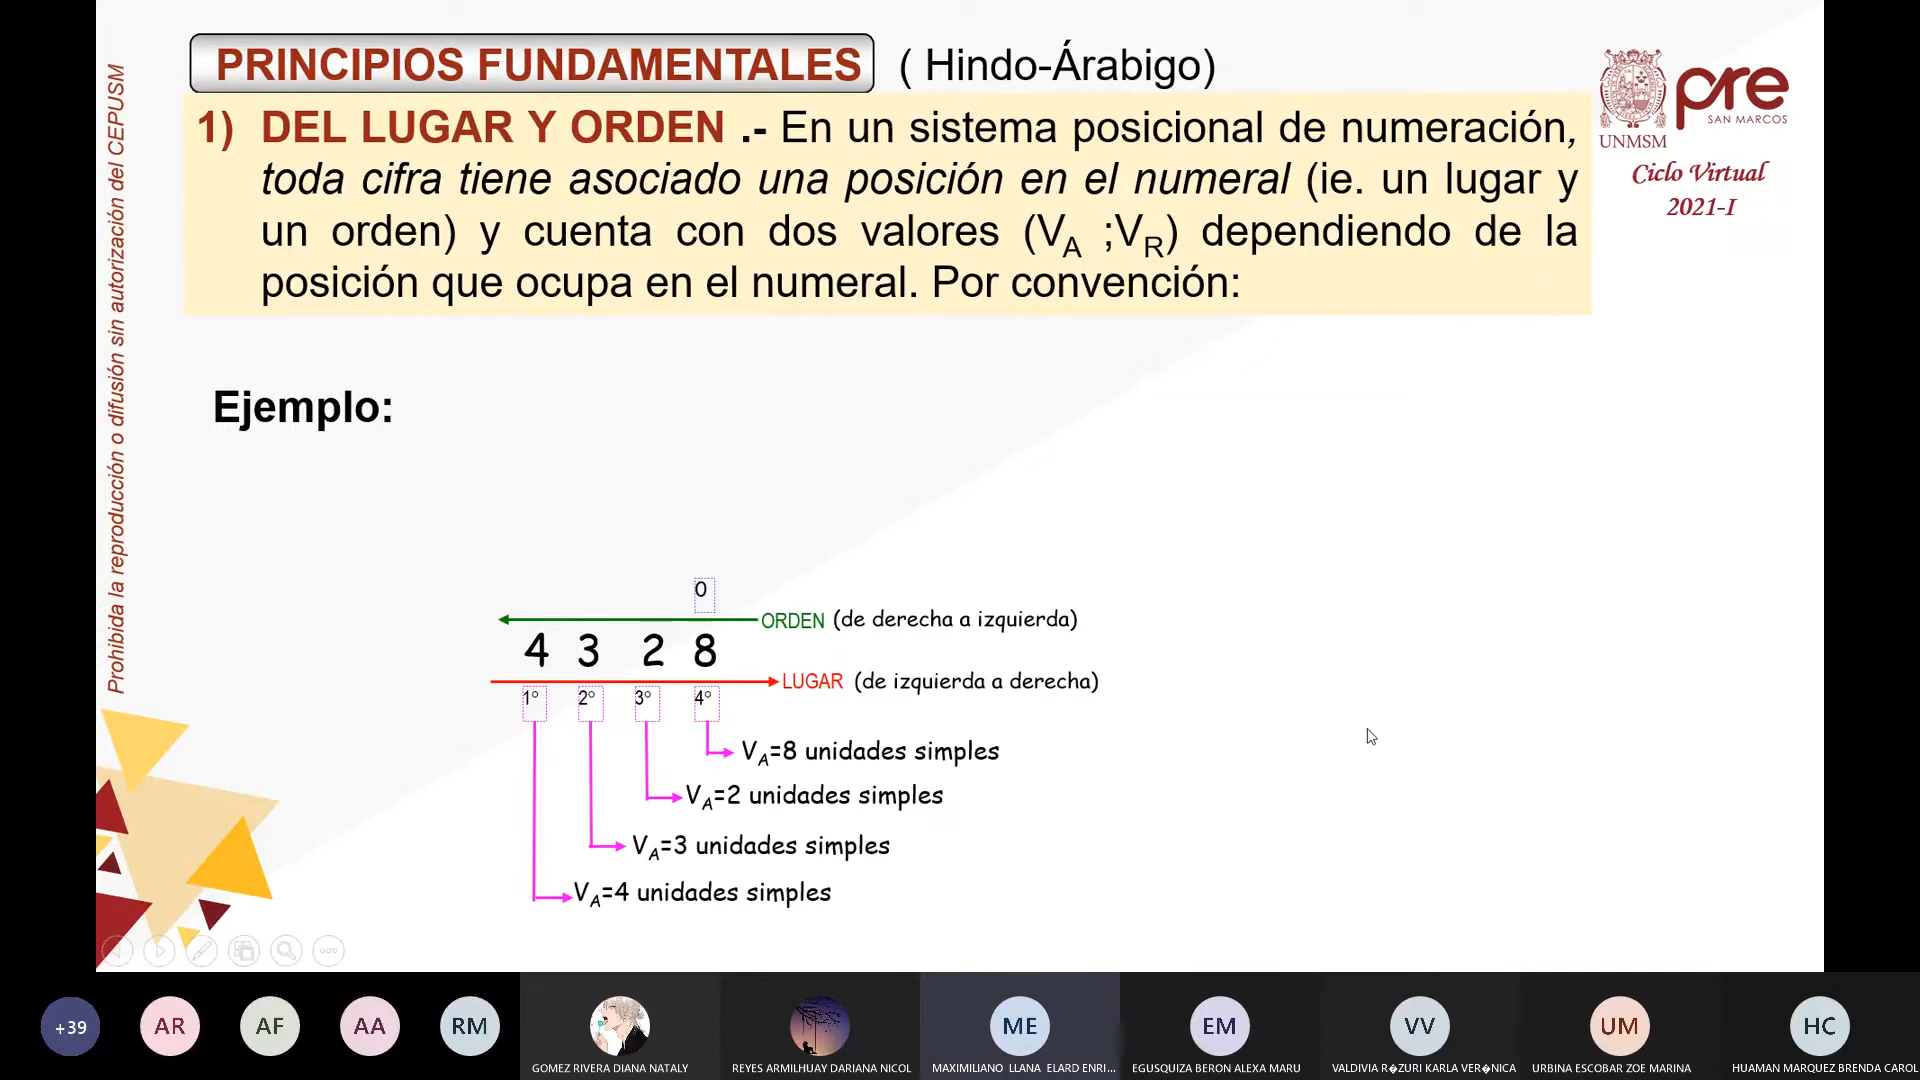 PRINCIPIOS FUNDAMENTALES ( Hindo-Árabigo)
1) DEL LUGAR Y ORDEN .- En un sistema posicional de numeración,
toda cifra tiene asociado una posición en el numeral (ie. un lugar y
un orden) y cuenta con dos valores (VA ;VR) dependiendo de la
posición que ocupa en el numeral. Por convención:
UNMSM
pre
SAN MARCOS
Ciclo Virtual
2021-I
Prohibida la reproducción o difusión sin autorización del CEPUSM
Ejemplo:
0
ORDEN (de derecha a izquierda)
4 3 2 8
LUGAR (de izquierda a derecha)
1° 2° 3° 4°
VA=8 unidades simples
VA=2 unidades simples
VA=3 unidades simples
VA=4 unidades simples
+39 AR AF AA RM ME EM VV UM HC
GOMEZ RIVERA DIANA NATALY
REYES ARMILHUAY DARIANA NICOL
MAXIMILIANO LLANA ELARD ENRI...
EGUSQUIZA BERON ALEXA MARU
VALDIVIA R�ZURI KARLA VER�NICA
URBINA ESCOBAR ZOE MARINA
HUAMAN MARQUEZ BRENDA CAROL